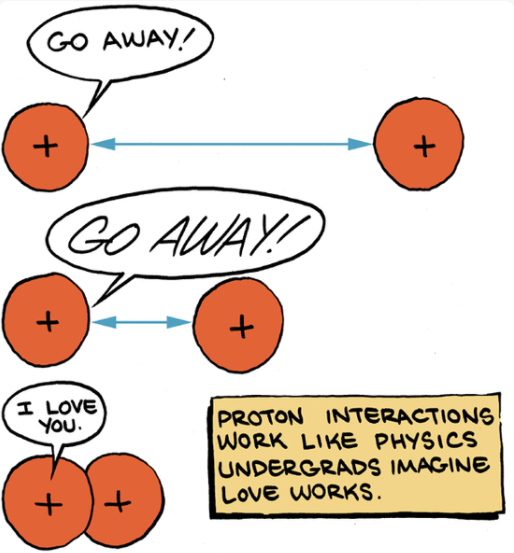 GO AWAY!
+ +
GO AWAY!
+ +
I LOVE
YOU.
+ +
PROTON INTERACTIONS
WORK LIKE PHYSICS
UNDERGRADS IMAGINE
LOVE WORKS.